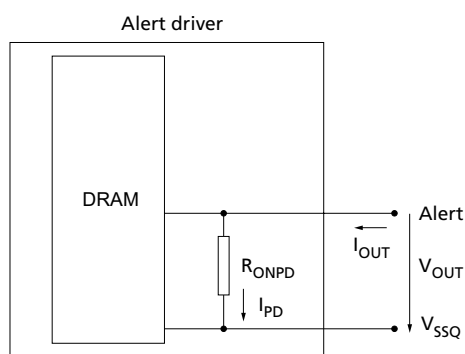 Alert driver
DRAM
Alert
I_OUT
R_ONPD
V_OUT
I_PD
V_SSQ